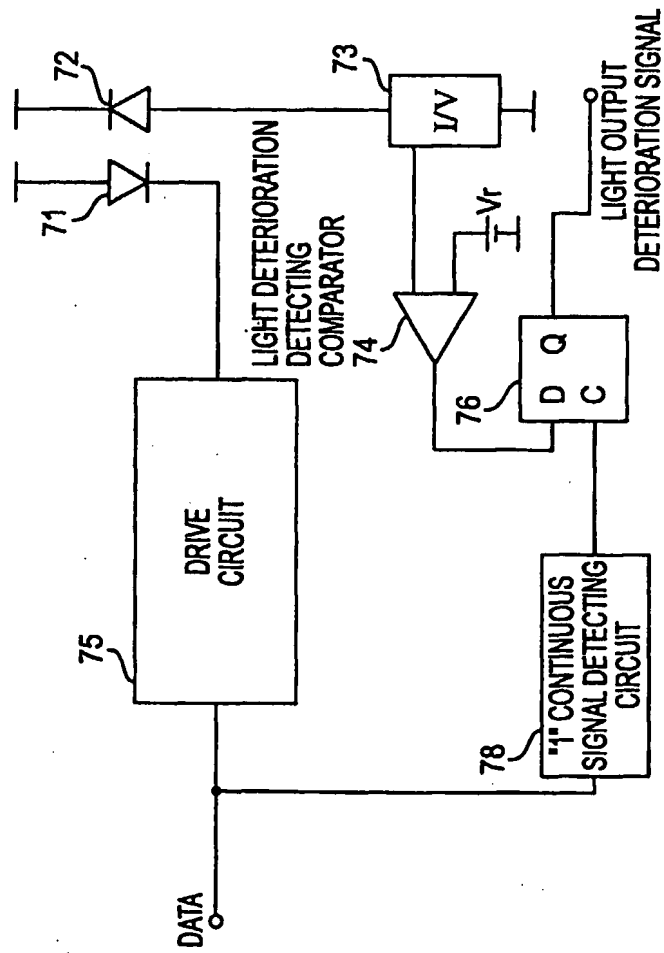 DATA
75
DRIVE
CIRCUIT
71
72
LIGHT DETERIORATION
DETECTING
COMPARATOR
73
I/V
74
Vr
76
D Q
C
78
"1" CONTINUOUS
SIGNAL DETECTING
CIRCUIT
LIGHT OUTPUT
DETERIORATION SIGNAL